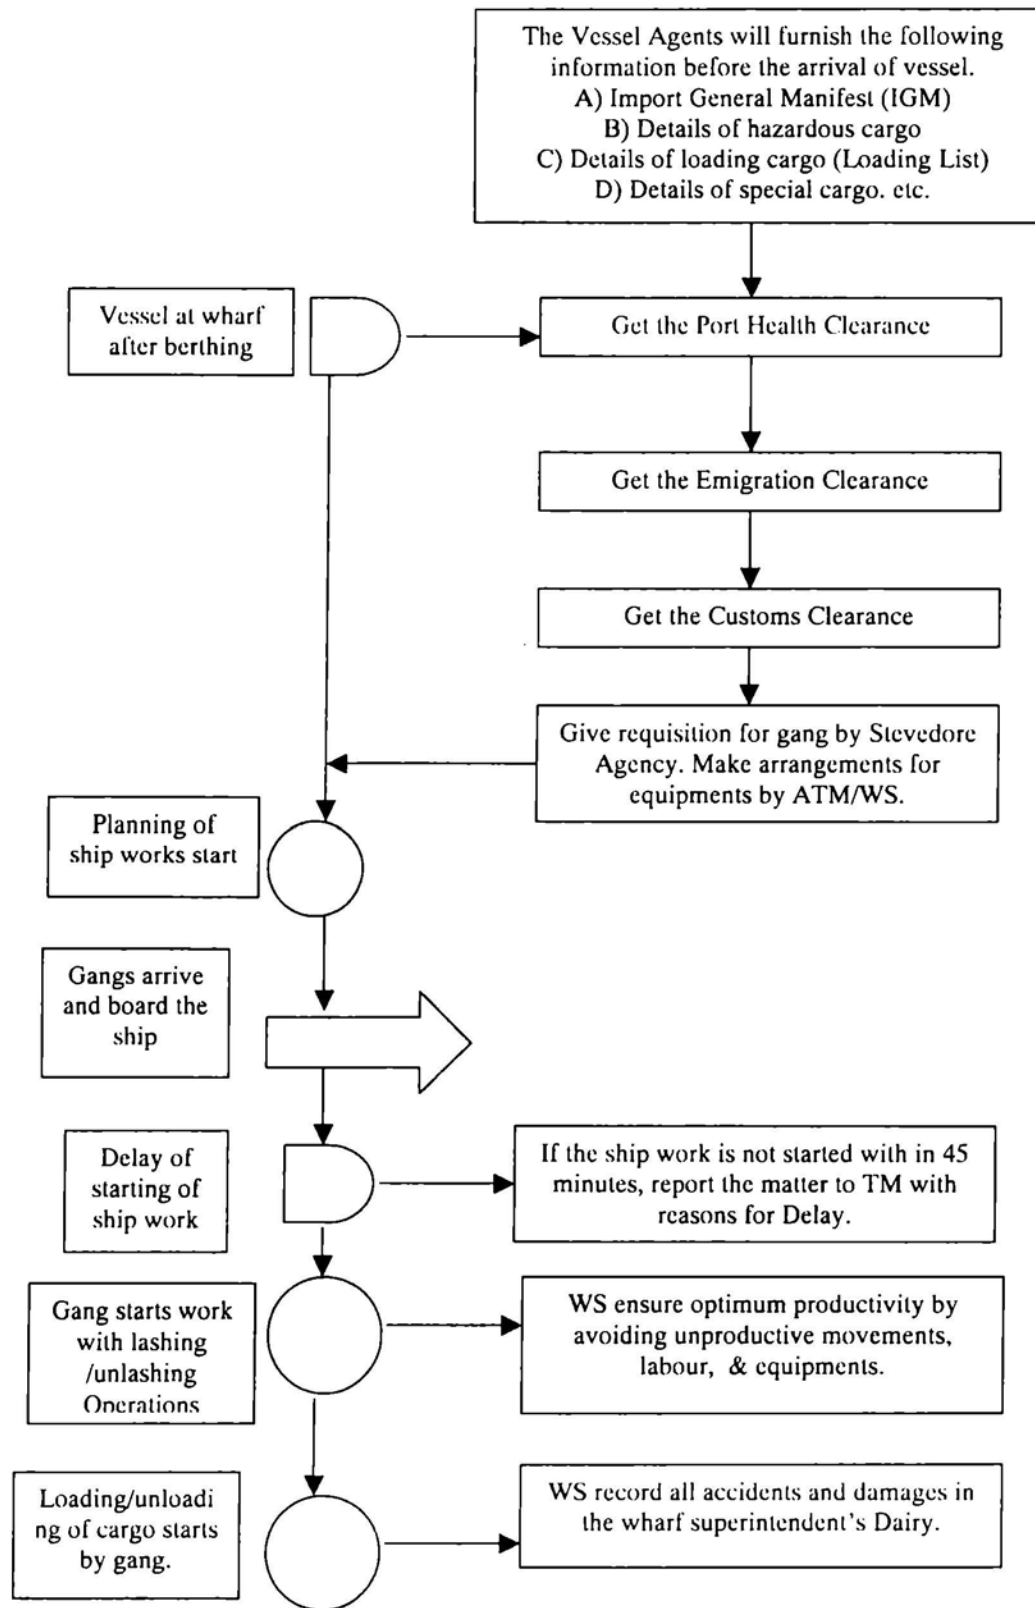 The Vessel Agents will furnish the following
information before the arrival of vessel.
A) Import General Manifest (IGM)
B) Details of hazardous cargo
C) Details of loading cargo (Loading List)
D) Details of special cargo. etc.
Vessel at wharf
after berthing
Get the Port Health Clearance
Get the Emigration Clearance
Get the Customs Clearance
Give requisition for gang by Stevedore
Agency. Make arrangements for
equipments by ATM/WS.
Planning of
ship works start
Gangs arrive
and board the
ship
Delay of
starting of
ship work
If the ship work is not started with in 45
minutes, report the matter to TM with
reasons for Delay.
Gang starts work
with lashing
/unlashing
Operations
WS ensure optimum productivity by
avoiding unproductive movements,
labour, & equipments.
Loading/unloadi
ng of cargo starts
by gang.
WS record all accidents and damages in
the wharf superintendent's Dairy.